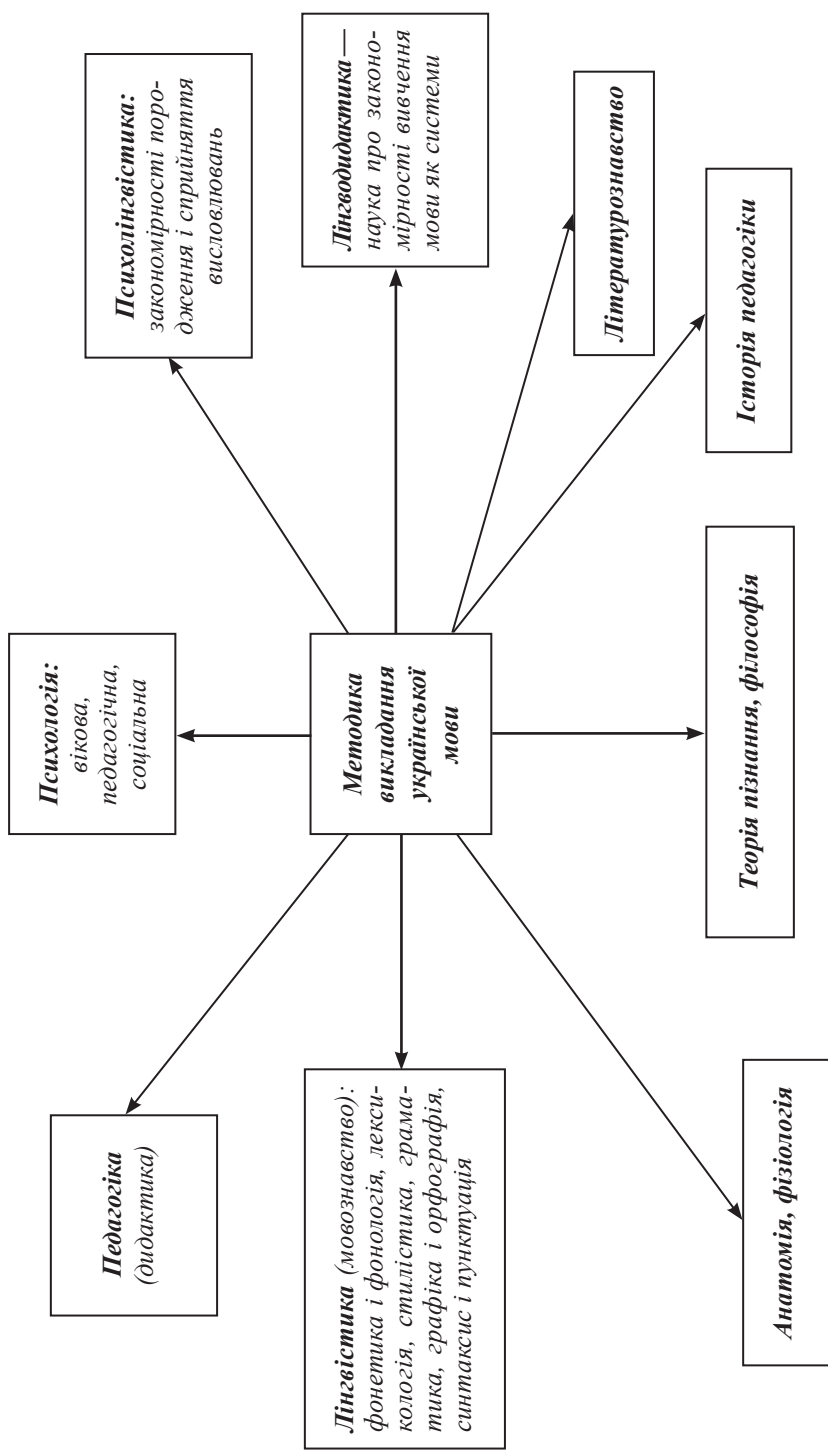 Педагогіка
(дидактика)
Психологія:
вікова,
педагогічна,
соціальна
Психолінгвістика:
закономірності поро-
дження і сприйняття
висловлювань
Лінгвістика (мовознавство):
фонетика і фонологія, лекси-
кологія, стилістика, грама-
тика, графіка і орфографія,
синтаксис і пунктуація
Методика
викладання
української
мови
Лінгводидактика —
наука про законо-
мірності вивчення
мови як системи
Літературознавство
Анатомія, фізіологія
Теорія пізнання, філософія
Історія педагогіки